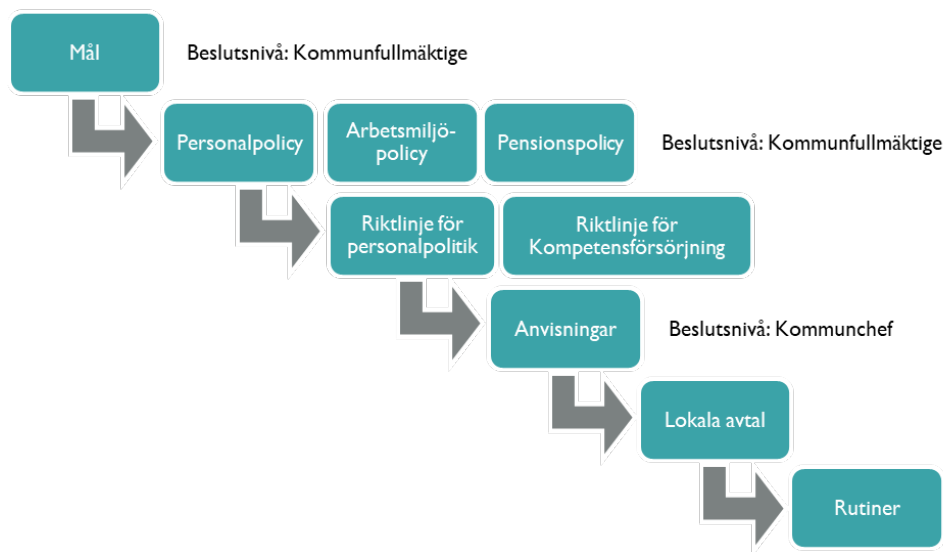 Mål
Beslutsnivå: Kommunfullmäktige
Personalpolicy
Arbetsmiljö-
policy
Pensionspolicy
Beslutsnivå: Kommunfullmäktige
Riktlinje för
personalpolitik
Riktlinje för
Kompetensförsörjning
Anvisningar
Beslutsnivå: Kommunchef
Lokala avtal
Rutiner